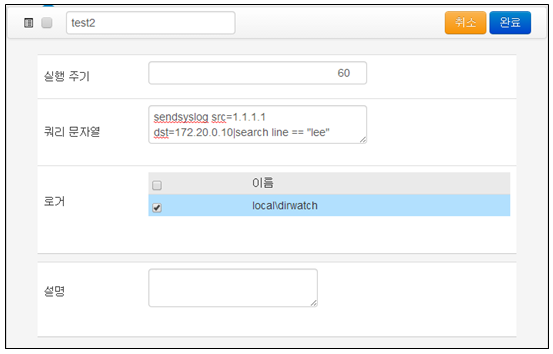 test2
취소
완료
실행 주기
60
쿼리 문자열
sendsyslog src=1.1.1.1
dst=172.20.0.10|search line == "lee"
로거
이름
local\dirwatch
설명